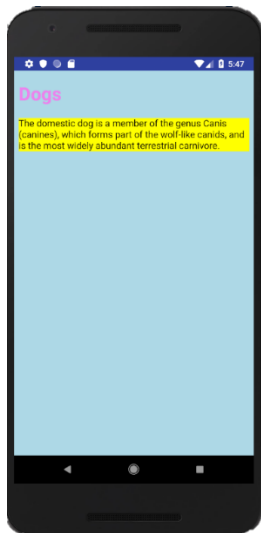 5:47
Dogs
The domestic dog is a member of the genus Canis
(canines), which forms part of the wolf-like canids, and
is the most widely abundant terrestrial carnivore.